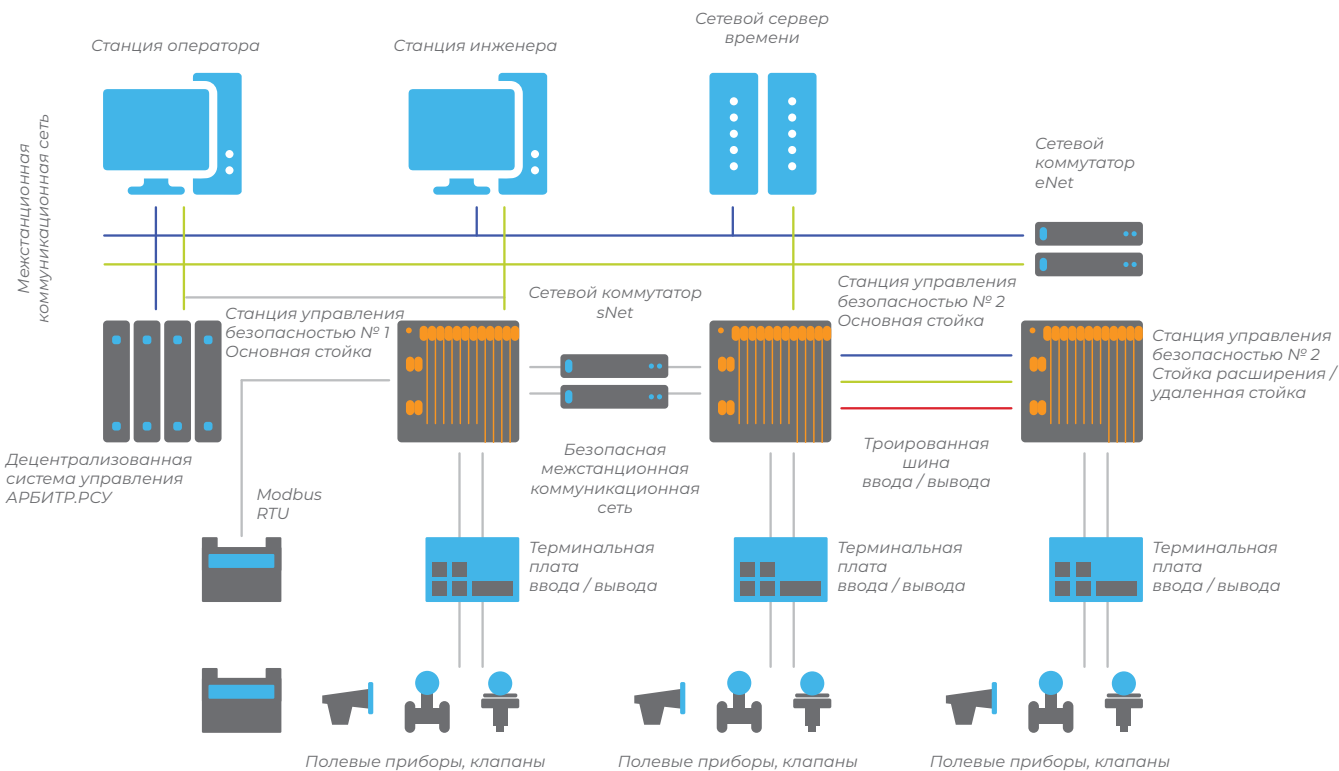 Сетевой сервер
времени
Станция оператора
Станция инженера
Межстанционная
коммуникационная сеть
Сетевой
коммутатор
eNet
Станция управления
безопасностью № 1
Основная стойка
Сетевой коммутатор
sNet
Станция управления
безопасностью № 2
Основная стойка
Станция управления
безопасностью № 2
Стойка расширения /
удаленная стойка
Децентрализованная
система управления
АРБИТР.РСУ
Modbus
RTU
Безопасная
межстанционная
коммуникационная
сеть
Троированная
шина
ввода / вывода
Терминальная
плата
ввода / вывода
Терминальная
плата
ввода / вывода
Терминальная
плата
ввода / вывода
Полевые приборы, клапаны
Полевые приборы, клапаны
Полевые приборы, клапаны